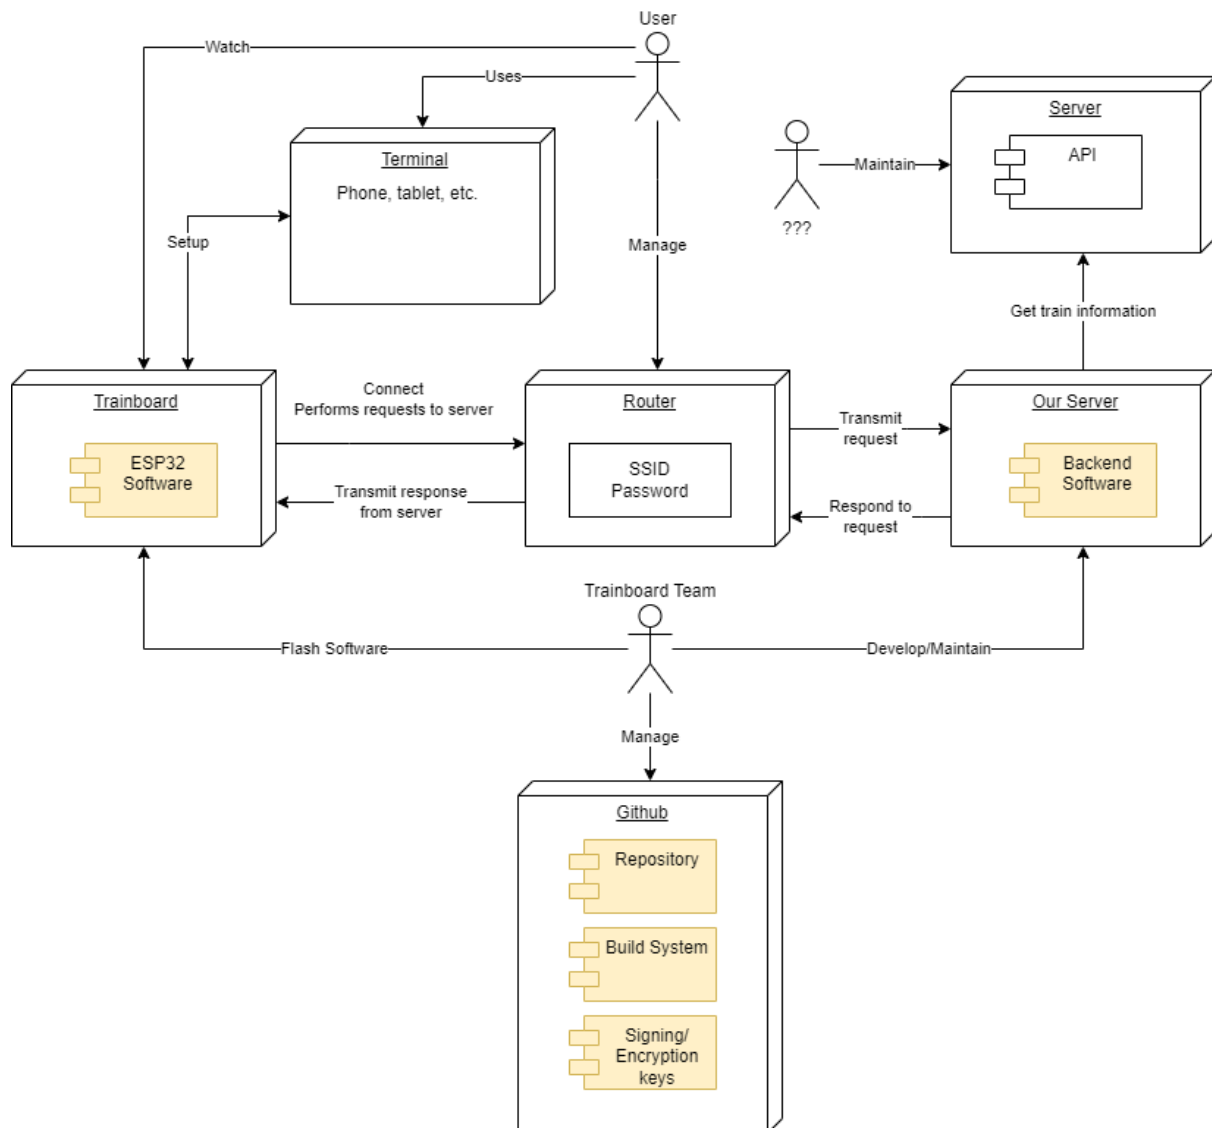 User
Watch
Uses
Server
API
Terminal
Phone, tablet, etc.
Maintain
???
Setup
Manage
Get train information
Trainboard
ESP32
Software
Connect
Performs requests to server
Transmit response
from server
Router
SSID
Password
Transmit
request
Respond to
request
Our Server
Backend
Software
Trainboard Team
Flash Software
Develop/Maintain
Manage
Github
Repository
Build System
Signing/
Encryption
keys